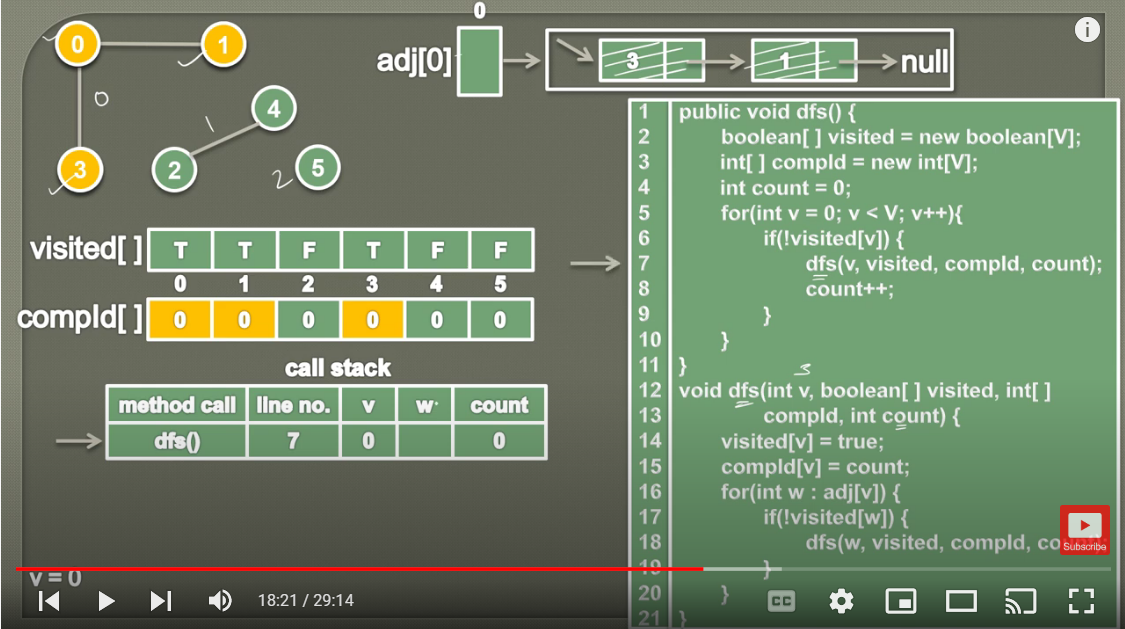 0
0 1
adj[0] 3 1 null
0
4
1
3 2 5
2
1 public void dfs() {
2 boolean[ ] visited = new boolean[V];
3 int[ ] compId = new int[V];
4 int count = 0;
5 for(int v = 0; v < V; v++){
6 if(!visited[v]) {
7 dfs(v, visited, compId, count);
8 count++;
9 }
10 }
11 }
3
12 void dfs(int v, boolean[ ] visited, int[ ]
13 compId, int count) {
14 visited[v] = true;
15 compId[v] = count;
16 for(int w : adj[v]) {
17 if(!visited[w]) {
18 dfs(w, visited, compId, co
19 }
20 }
21 }
visited[ ] T T F T F F
0 1 2 3 4 5
compId[ ] 0 0 0 0 0 0
call stack
method call line no. v w count
dfs() 7 0 0
Subscribe
v = 0
18:21 / 29:14
CC
i